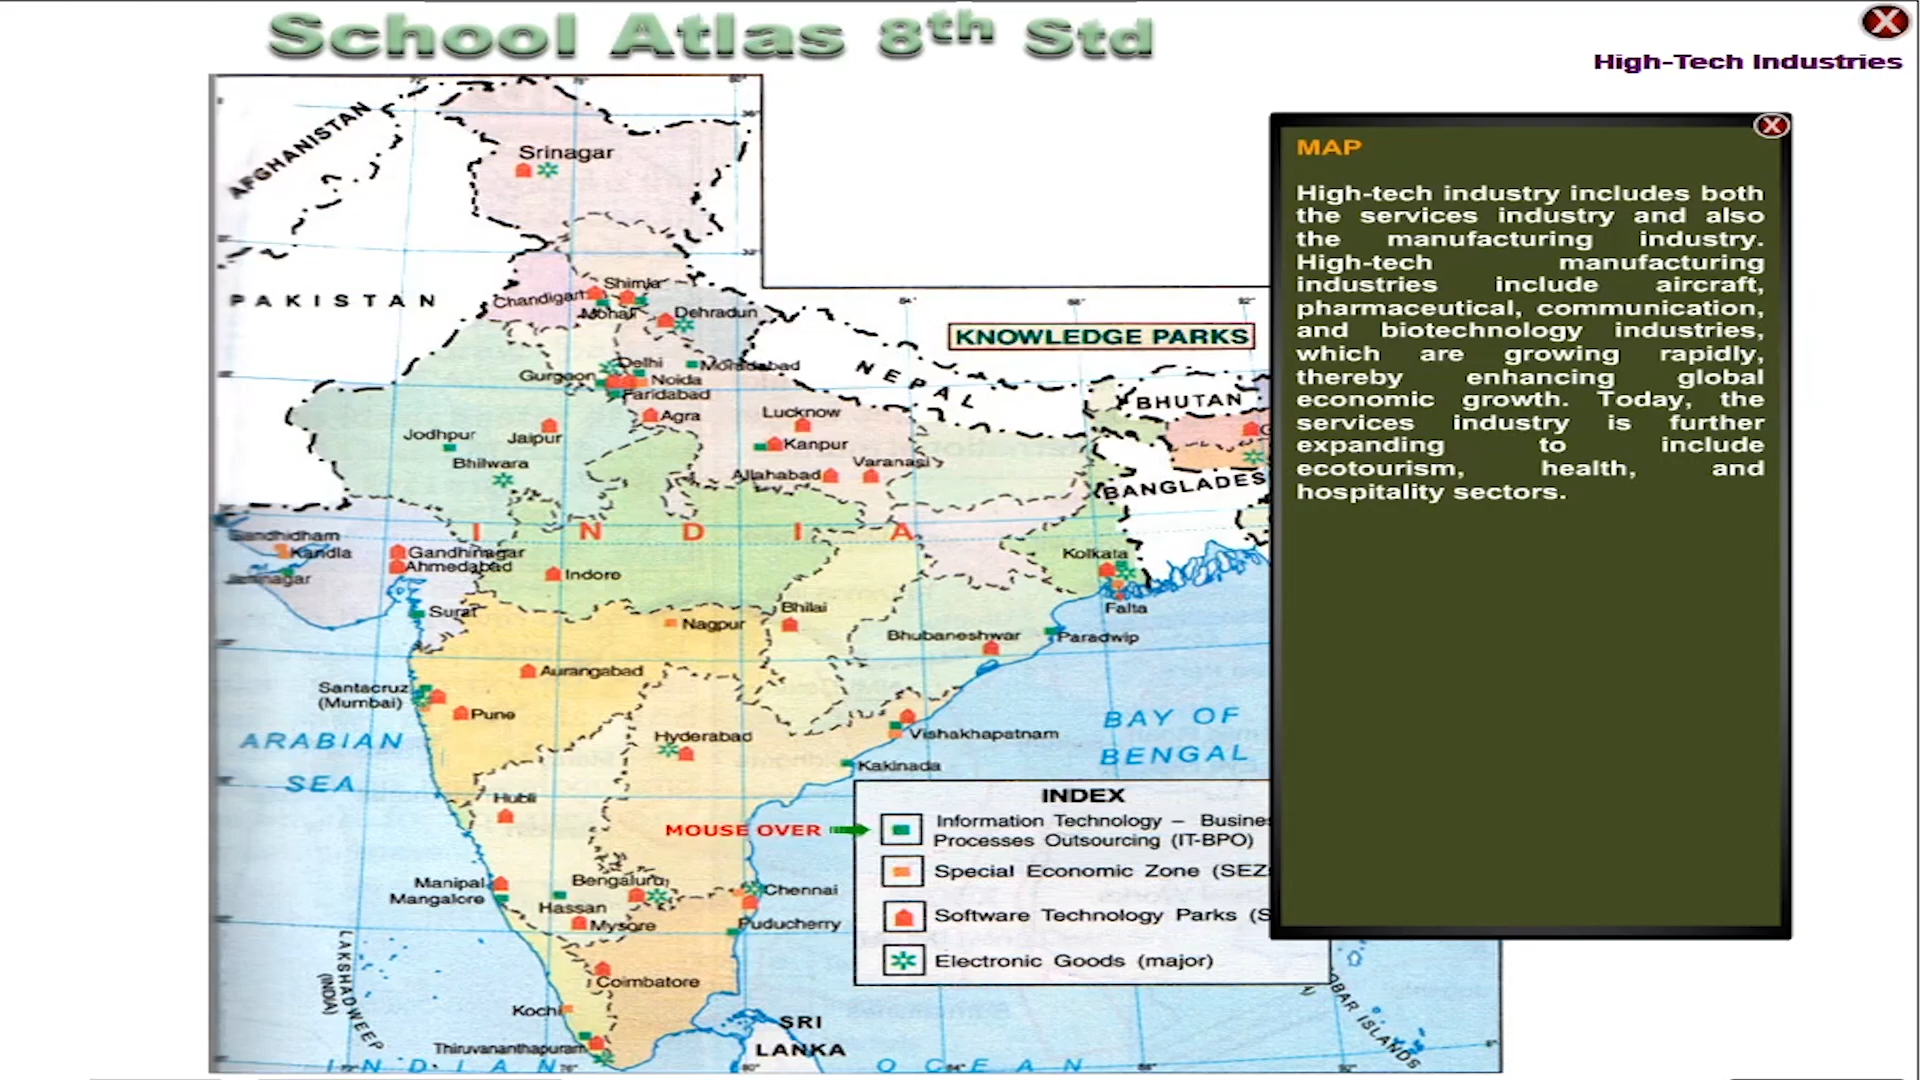 School Atlas 8th Std
High-Tech Industries
MAP
High-tech industry includes both
the services industry and also
the manufacturing industry.
High-tech manufacturing
industries include aircraft,
pharmaceutical, communication,
and biotechnology industries,
which are growing rapidly,
thereby enhancing global
economic growth. Today, the
services industry is further
expanding to include
ecotourism, health, and
hospitality sectors.
AFGHANISTAN
PAKISTAN
KNOWLEDGE PARKS
NEPAL
BHUTAN
BANGLADES
Srinagar
Shimla
Chandigarh
Mohali
Dehradun
Delhi
Moradabad
Gurgaon
Noida
Faridabad
Agra
Lucknow
Jodhpur
Jaipur
Kanpur
Bhilwara
Allahabad
Varanasi
INDIA
Gandhidham
Kandla
Gandhinagar
Ahmedabad
Jamnagar
Indore
Kolkata
Surat
Bhilai
Falta
Nagpur
Bhubaneshwar
Paradwip
Aurangabad
Santacruz
(Mumbai)
Pune
ARABIAN
SEA
Hyderabad
Vishakhapatnam
BAY OF
BENGAL
Kakinada
Hubli
MOUSE OVER
INDEX
Information Technology – Busines
Processes Outsourcing (IT-BPO)
Special Economic Zone (SEZ
Software Technology Parks (S
Electronic Goods (major)
Manipal
Mangalore
Bengaluru
Chennai
Hassan
Mysore
Puducherry
Coimbatore
Kochi
Thiruvananthapuram
LAKSHADWEEP
(INDIA)
SRI
LANKA
INDIAN OCEAN
OBAR ISLANDS